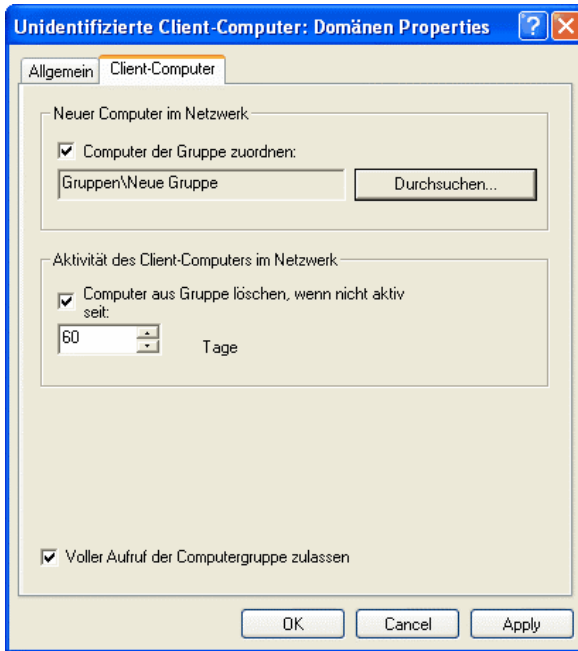 Unidentifizierte Client-Computer: Domänen Properties
Allgemein
Client-Computer
Neuer Computer im Netzwerk
Computer der Gruppe zuordnen:
Gruppen\Neue Gruppe
Durchsuchen...
Aktivität des Client-Computers im Netzwerk
Computer aus Gruppe löschen, wenn nicht aktiv
seit:
60
Tage
Voller Aufruf der Computergruppe zulassen
OK
Cancel
Apply